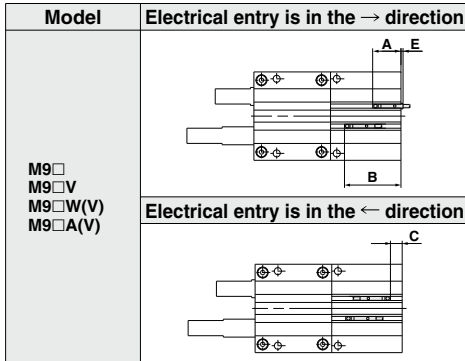 Model
Electrical entry is in the → direction
A E
B
M9□
M9□V
M9□W(V)
M9□A(V)
Electrical entry is in the ← direction
C